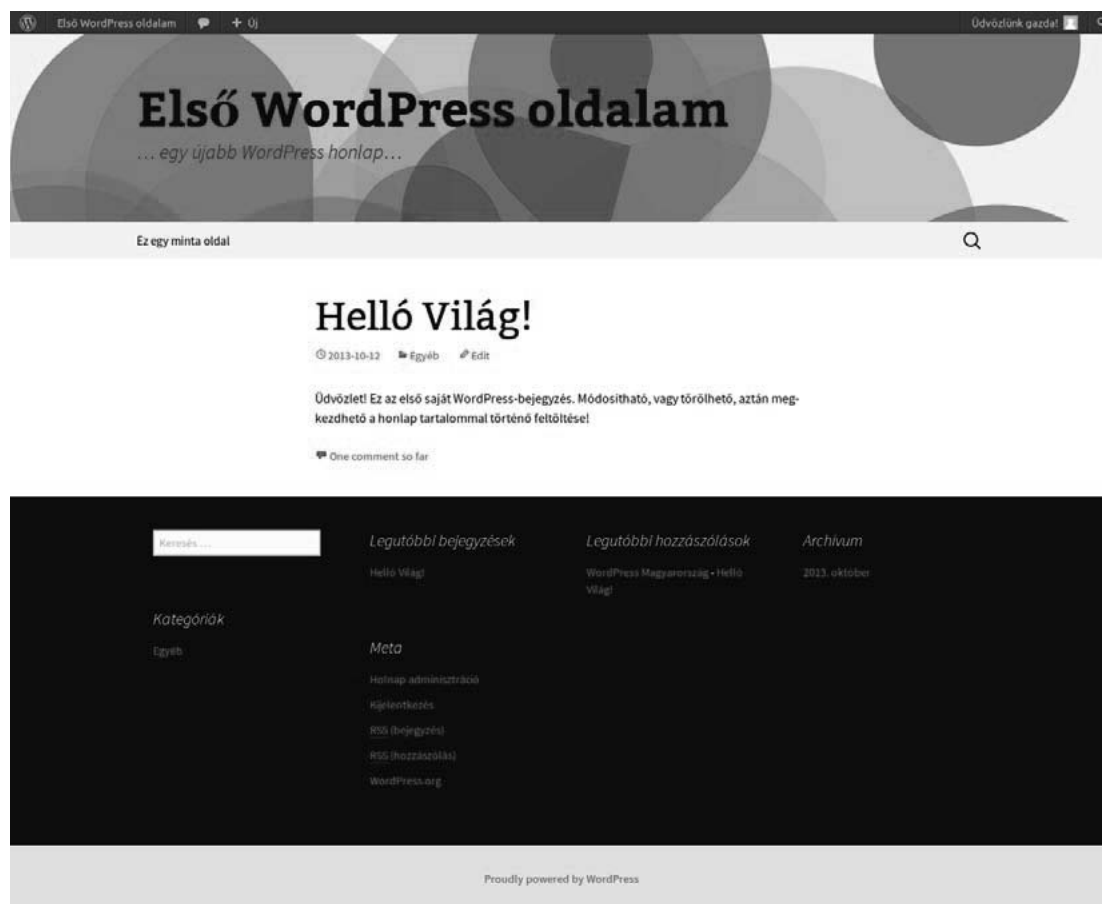 Első WordPress oldalam + Új Üdvözlünk gazda!
Első WordPress oldalam
... egy újabb WordPress honlap...
Ez egy minta oldal
Helló Világ!
2013-10-12 Egyéb Edit
Üdvözlet! Ez az első saját WordPress-bejegyzés. Módosítható, vagy törölhető, aztán meg-
kezdhető a honlap tartalommal történő feltöltése!
One comment so far
Keresés ... Legutóbbi bejegyzések Legutóbbi hozzászólások Archívum
Helló Világ! WordPress Magyarország - Helló 2013. október
Világ!
Kategóriák
Egyéb
Meta
Holnap adminisztráció
Kijelentkezés
RSS (bejegyzés)
RSS (hozzászólás)
WordPress.org
Proudly powered by WordPress